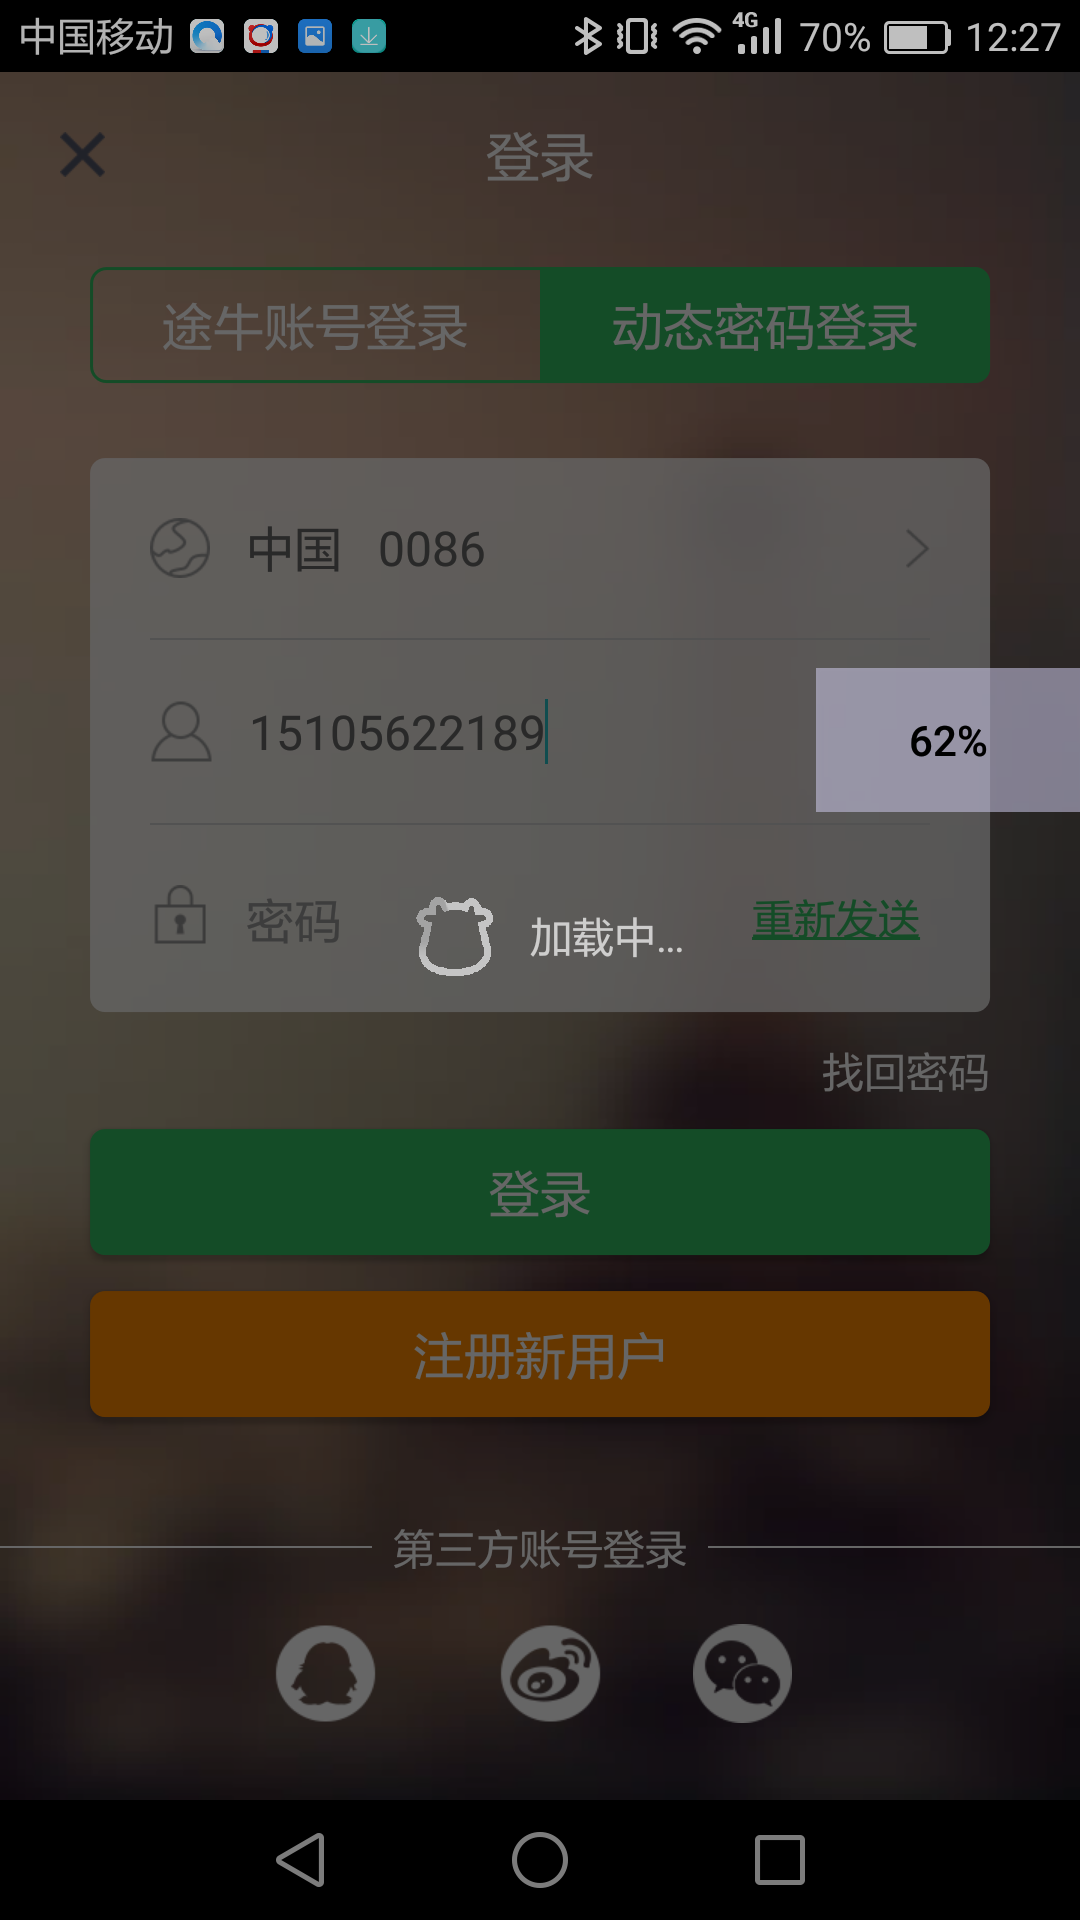 中国移动 4G 70% 12:27
登录
途牛账号登录 动态密码登录
中国 0086
15105622189
62%
密码 加载中... 重新发送
找回密码
登录
注册新用户
第三方账号登录